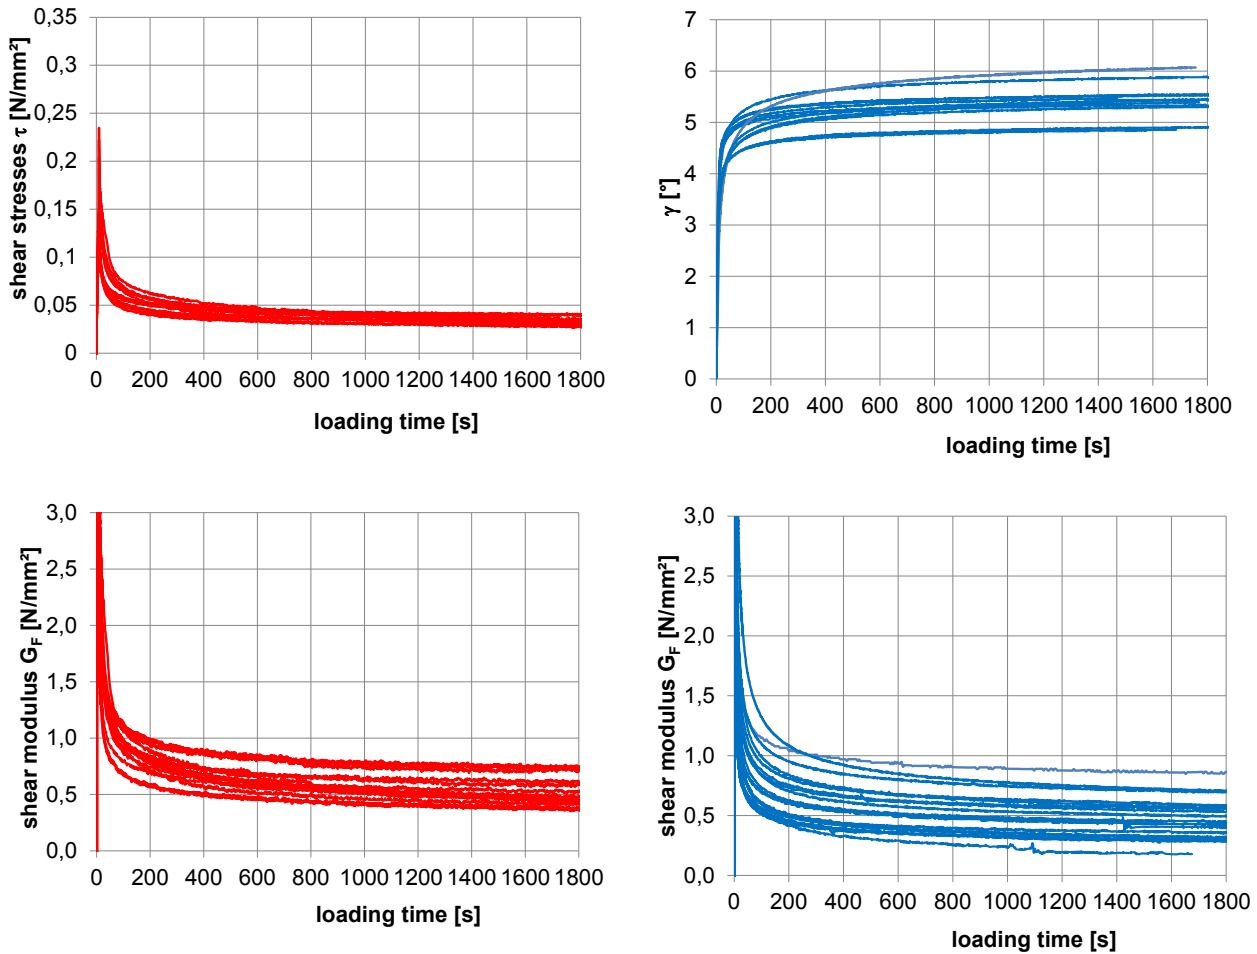 shear stresses τ [N/mm²]
0,35
0,3
0,25
0,2
0,15
0,1
0,05
0
0 200 400 600 800 1000 1200 1400 1600 1800
loading time [s]
γ [°]
7
6
5
4
3
2
1
0
0 200 400 600 800 1000 1200 1400 1600 1800
loading time [s]
shear modulus G_F [N/mm²]
3,0
2,5
2,0
1,5
1,0
0,5
0,0
0 200 400 600 800 1000 1200 1400 1600 1800
loading time [s]
shear modulus G_F [N/mm²]
3,0
2,5
2,0
1,5
1,0
0,5
0,0
0 200 400 600 800 1000 1200 1400 1600 1800
loading time [s]